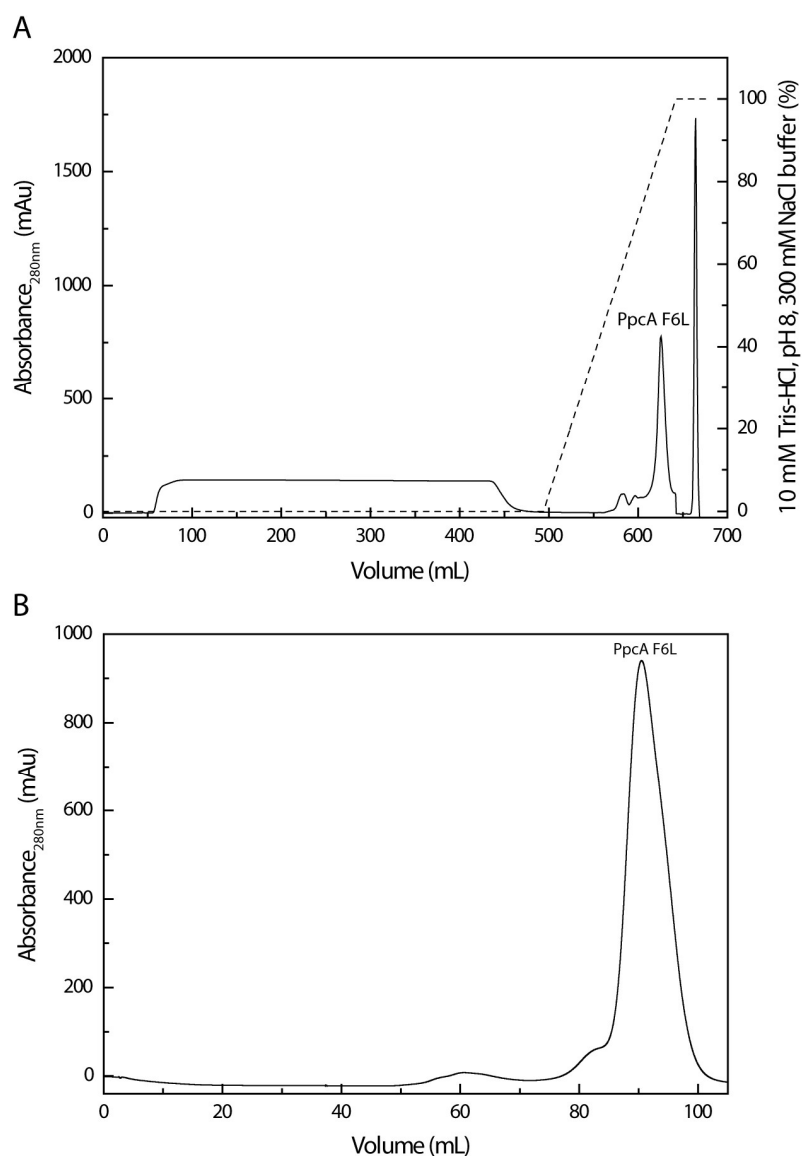 A
2000
1500
1000
500
0
Absorbance280nm (mAu)
PpcA F6L
100
80
60
40
20
0
10 mM Tris-HCl, pH 8, 300 mM NaCl buffer (%)
0 100 200 300 400 500 600 700
Volume (mL)
B
1000
800
600
400
200
0
Absorbance280nm (mAu)
PpcA F6L
0 20 40 60 80 100
Volume (mL)